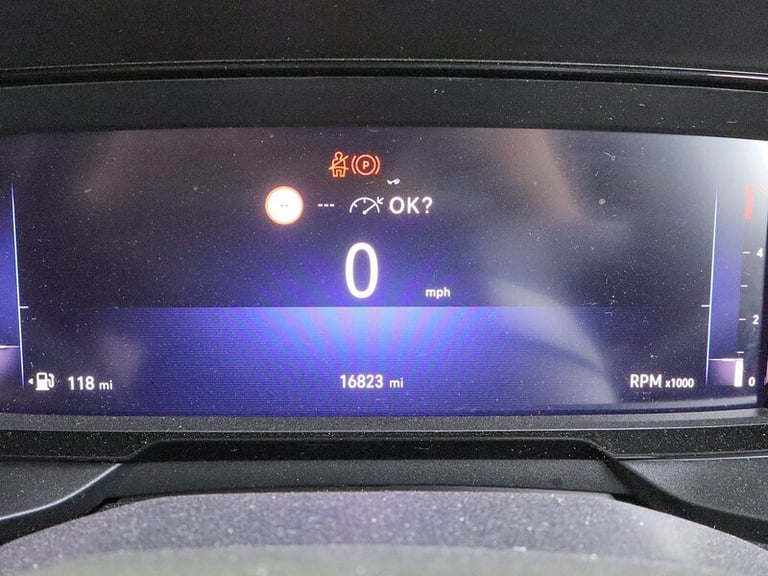 P
-- --- OK?
0 mph
4
2
118 mi 16823 mi RPM x1000 0